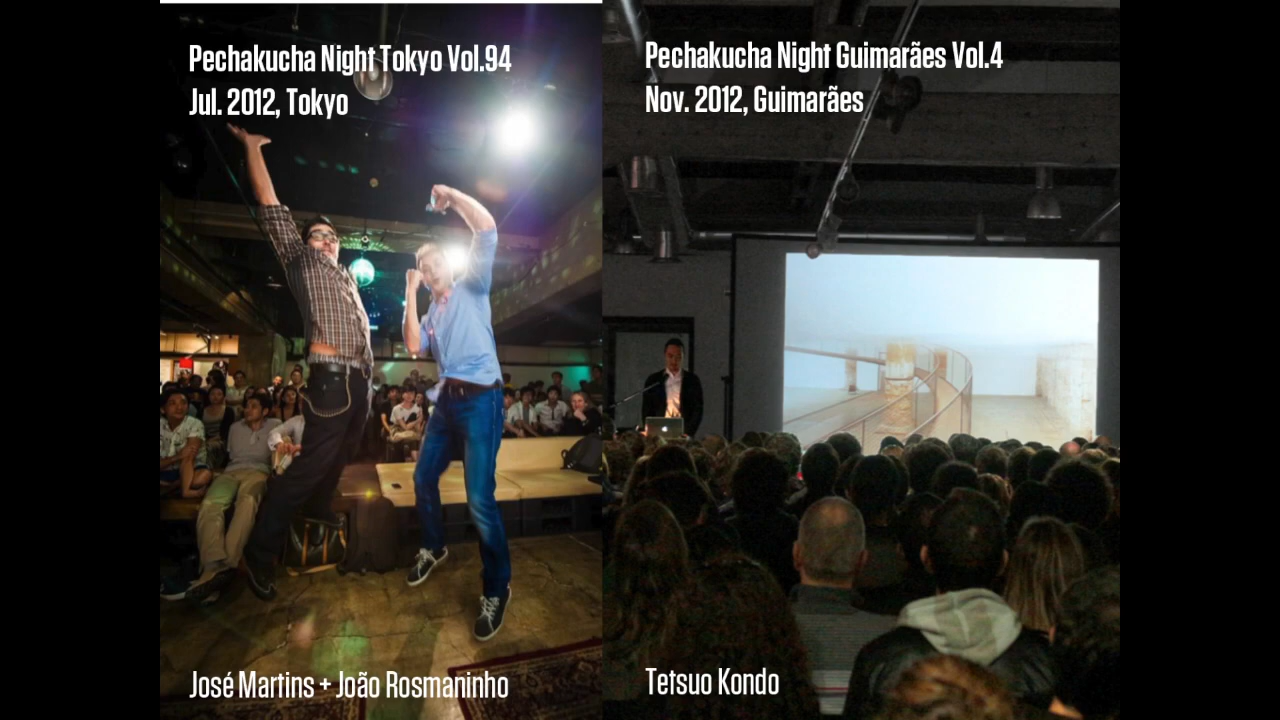 Pechakucha Night Tokyo Vol.94
Jul. 2012, Tokyo
José Martins + João Rosmaninho
Pechakucha Night Guimarães Vol.4
Nov. 2012, Guimarães
Tetsuo Kondo